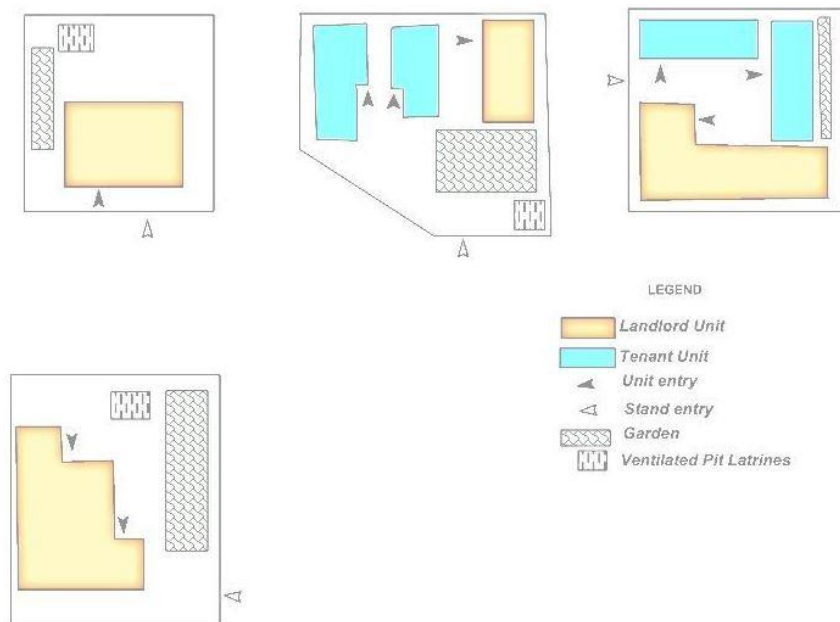 LEGEND
Landlord Unit
Tenant Unit
Unit entry
Stand entry
Garden
Ventilated Pit Latrines